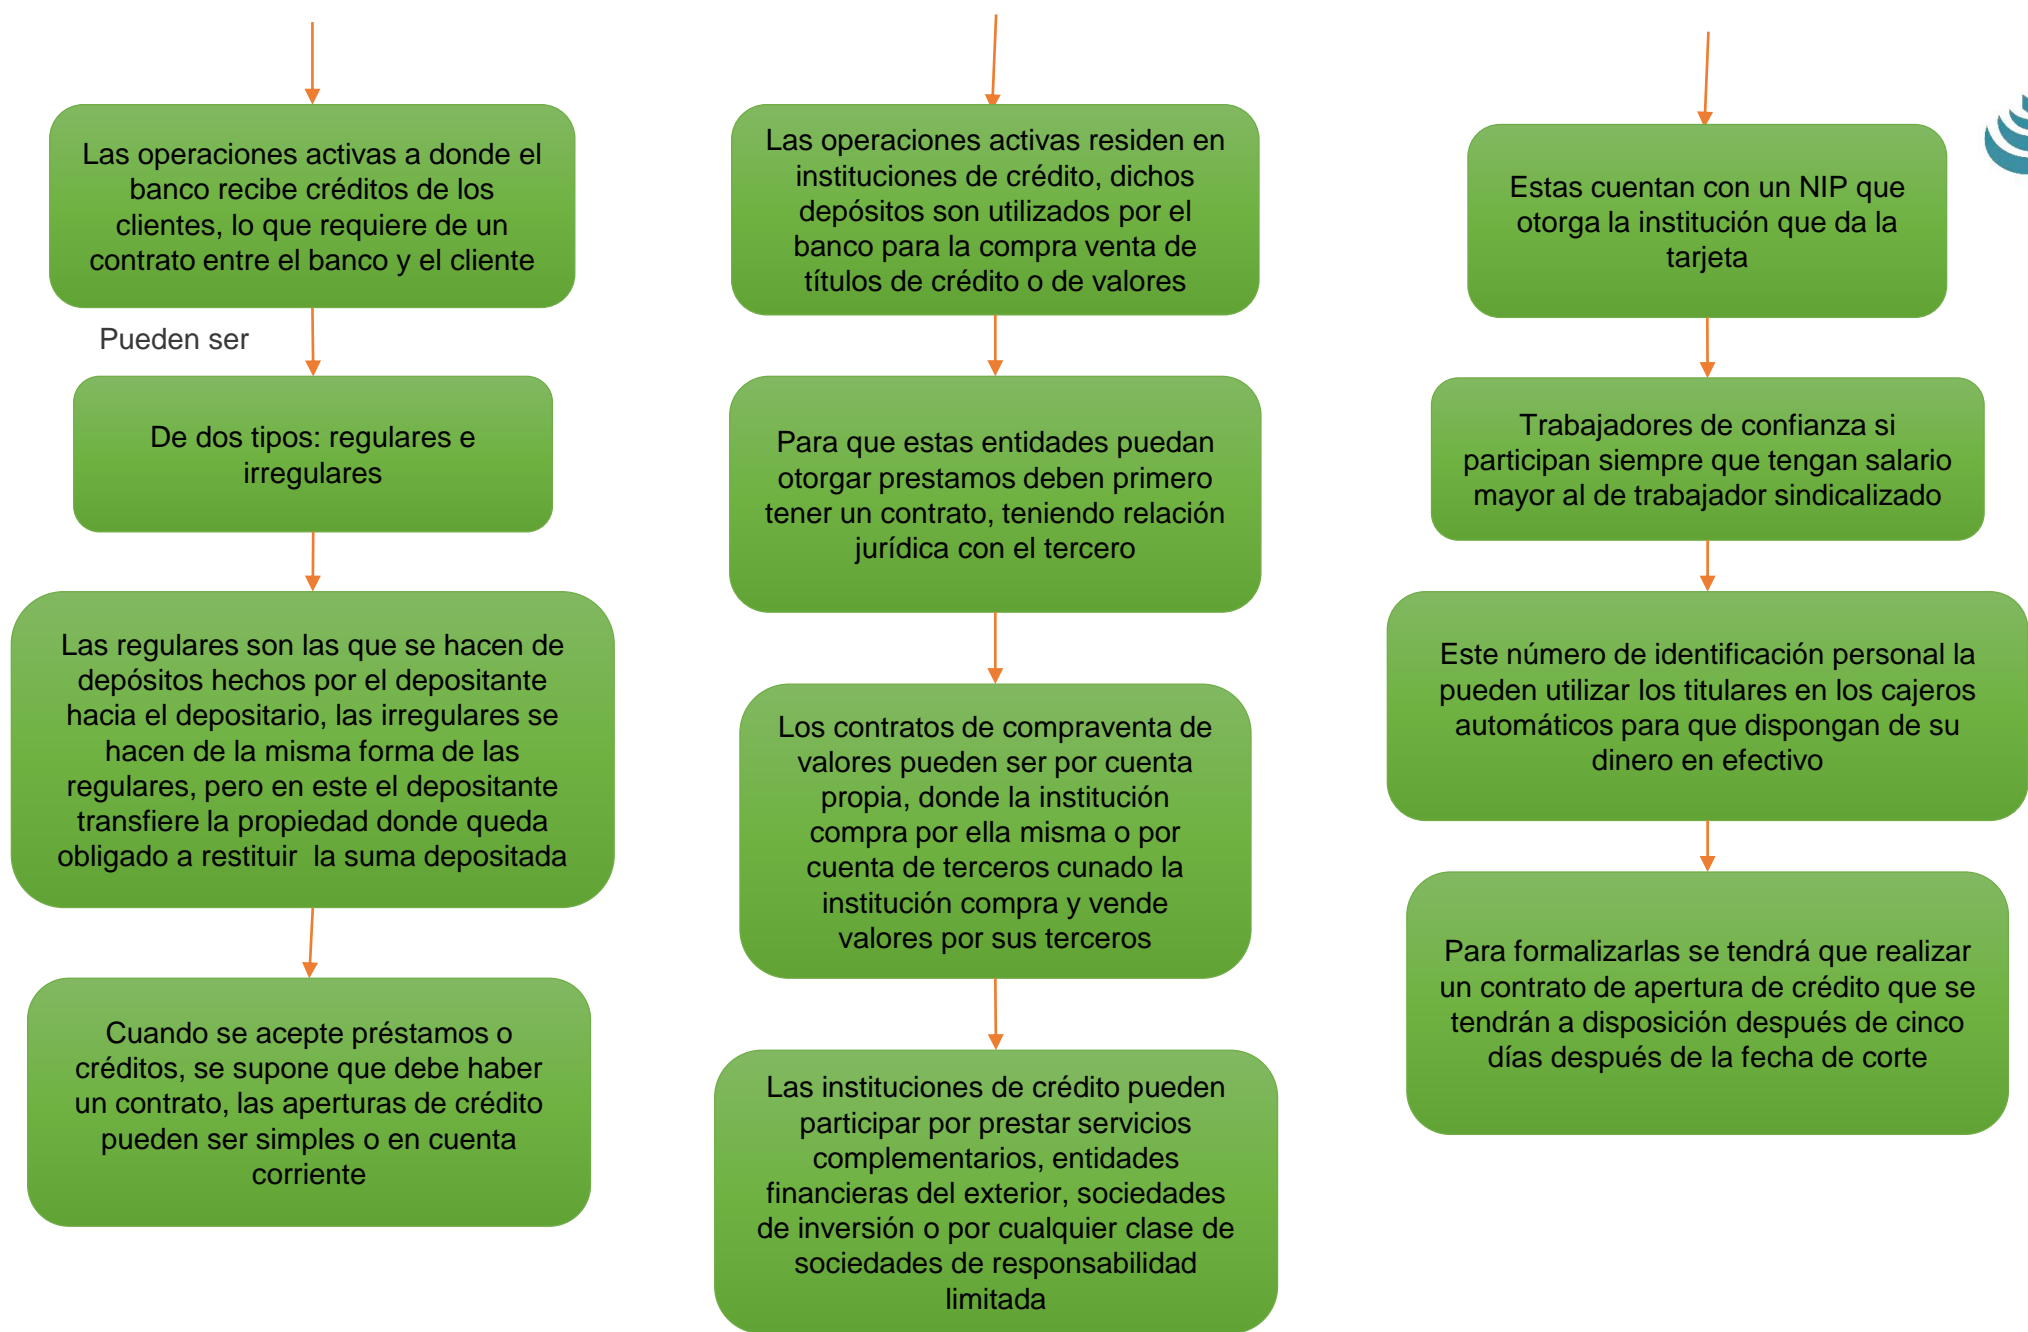 Las operaciones activas a donde el
banco recibe créditos de los
clientes, lo que requiere de un
contrato entre el banco y el cliente
Pueden ser
De dos tipos: regulares e
irregulares
Las regulares son las que se hacen de
depósitos hechos por el depositante
hacia el depositario, las irregulares se
hacen de la misma forma de las
regulares, pero en este el depositante
transfiere la propiedad donde queda
obligado a restituir  la suma depositada
Cuando se acepte préstamos o
créditos, se supone que debe haber
un contrato, las aperturas de crédito
pueden ser simples o en cuenta
corriente
Las operaciones activas residen en
instituciones de crédito, dichos
depósitos son utilizados por el
banco para la compra venta de
títulos de crédito o de valores
Para que estas entidades puedan
otorgar prestamos deben primero
tener un contrato, teniendo relación
jurídica con el tercero
Los contratos de compraventa de
valores pueden ser por cuenta
propia, donde la institución
compra por ella misma o por
cuenta de terceros cunado la
institución compra y vende
valores por sus terceros
Las instituciones de crédito pueden
participar por prestar servicios
complementarios, entidades
financieras del exterior, sociedades
de inversión o por cualquier clase de
sociedades de responsabilidad
limitada
Estas cuentan con un NIP que
otorga la institución que da la
tarjeta
Trabajadores de confianza si
participan siempre que tengan salario
mayor al de trabajador sindicalizado
Este número de identificación personal la
pueden utilizar los titulares en los cajeros
automáticos para que dispongan de su
dinero en efectivo
Para formalizarlas se tendrá que realizar
un contrato de apertura de crédito que se
tendrán a disposición después de cinco
días después de la fecha de corte